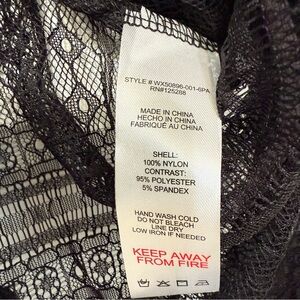 STYLE # WX50896-001-6PA
RN#125288
MADE IN CHINA
HECHO EN CHINA
FABRIQUÉ AU CHINA
SHELL:
100% NYLON
CONTRAST:
95% POLYESTER
5% SPANDEX
HAND WASH COLD
DO NOT BLEACH
LINE DRY
LOW IRON IF NEEDED
KEEP AWAY
FROM FIRE